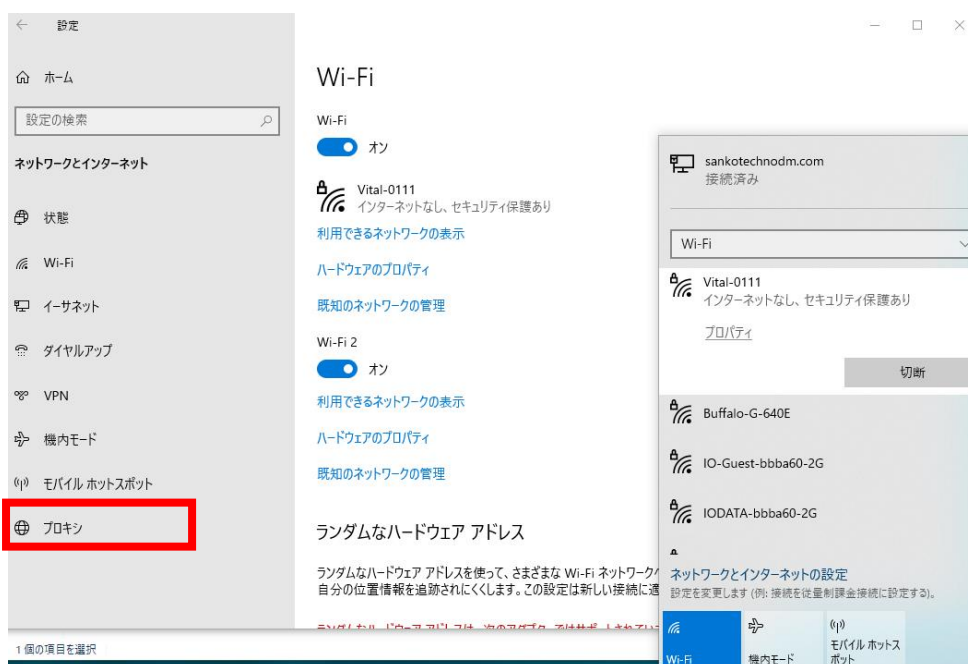 設定
ホーム
設定の検索
ネットワークとインターネット
状態
Wi-Fi
イーサネット
ダイヤルアップ
VPN
機内モード
モバイル ホットスポット
プロキシ
1 個の項目を選択
Wi-Fi
Wi-Fi
オン
Vital-0111
インターネットなし、セキュリティ保護あり
利用できるネットワークの表示
ハードウェアのプロパティ
既知のネットワークの管理
Wi-Fi 2
オン
利用できるネットワークの表示
ハードウェアのプロパティ
既知のネットワークの管理
ランダムなハードウェア アドレス
ランダムなハードウェア アドレスを使って、さまざまな Wi-Fi ネットワーク
自分の位置情報を追跡されにくくします。この設定は新しい接続に適
sankotechnodm.com
接続済み
Wi-Fi
Vital-0111
インターネットなし、セキュリティ保護あり
プロパティ
切断
Buffalo-G-640E
IO-Guest-bbba60-2G
IODATA-bbba60-2G
ネットワークとインターネットの設定
設定を変更します (例: 接続を従量制課金接続に設定する)。
Wi-Fi
機内モード
モバイル ホットス
ポット